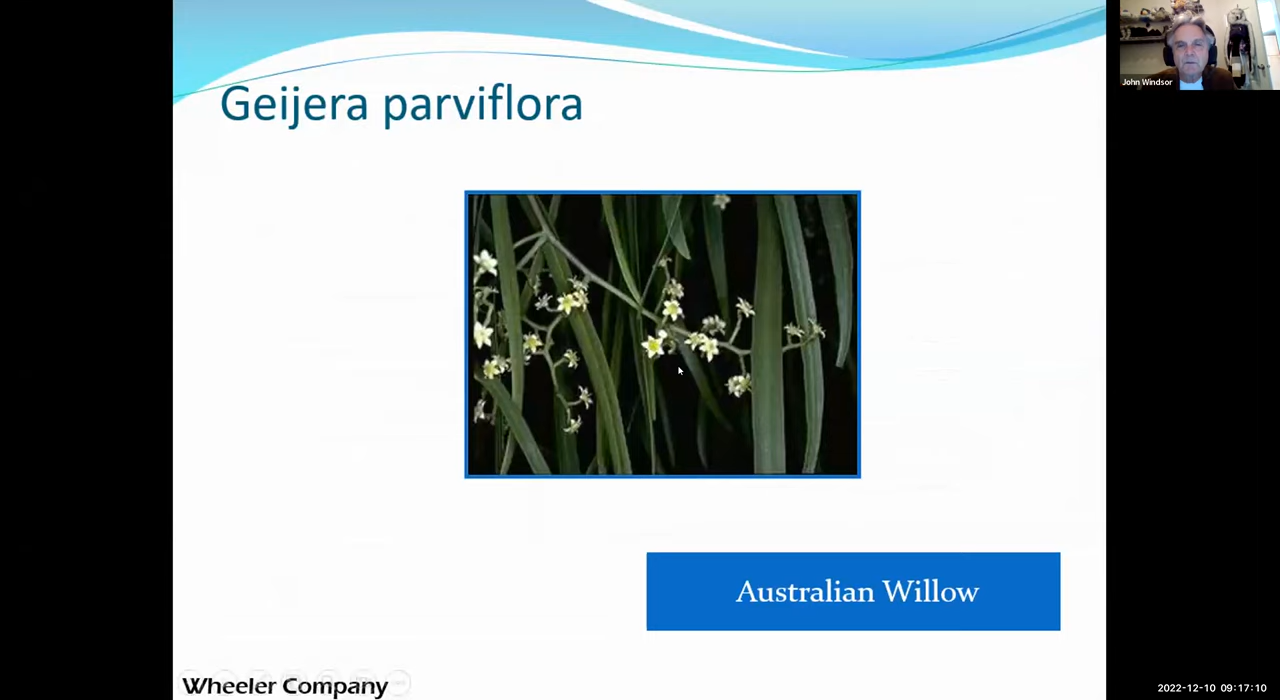 John Windsor
Geijera parviflora
Australian Willow
Wheeler Company
2022-12-10 09:17:10